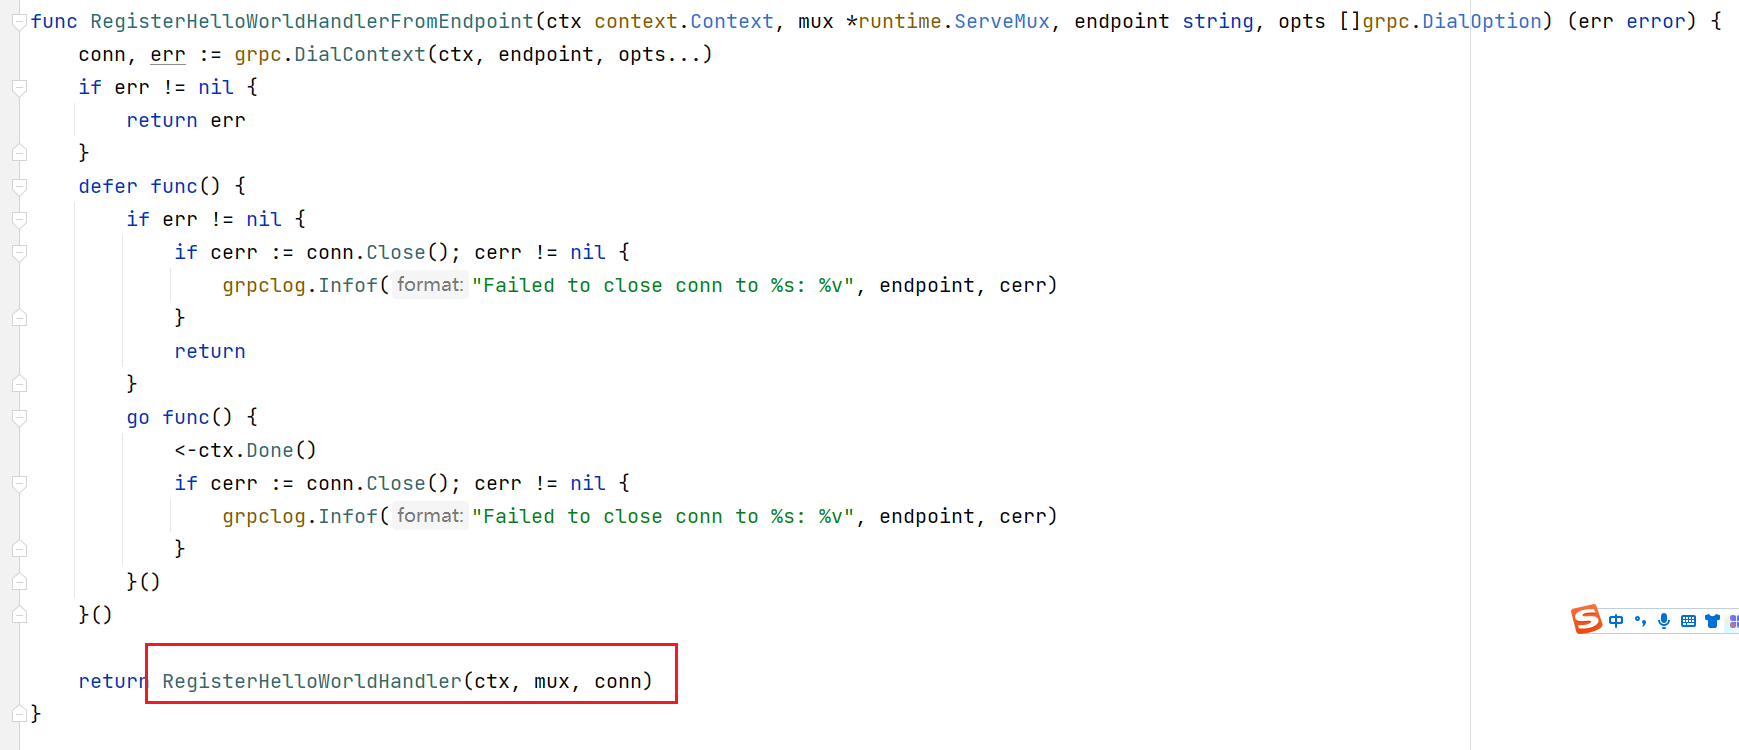 func RegisterHelloWorldHandlerFromEndpoint(ctx context.Context, mux *runtime.ServeMux, endpoint string, opts []grpc.DialOption) (err error) {
    conn, err := grpc.DialContext(ctx, endpoint, opts...)
    if err != nil {
        return err
    }
    defer func() {
        if err != nil {
            if cerr := conn.Close(); cerr != nil {
                grpclog.Infof( format: "Failed to close conn to %s: %v", endpoint, cerr)
            }
            return
        }
        go func() {
            <-ctx.Done()
            if cerr := conn.Close(); cerr != nil {
                grpclog.Infof( format: "Failed to close conn to %s: %v", endpoint, cerr)
            }
        }()
    }()
S 中 °,
    return RegisterHelloWorldHandler(ctx, mux, conn)
}